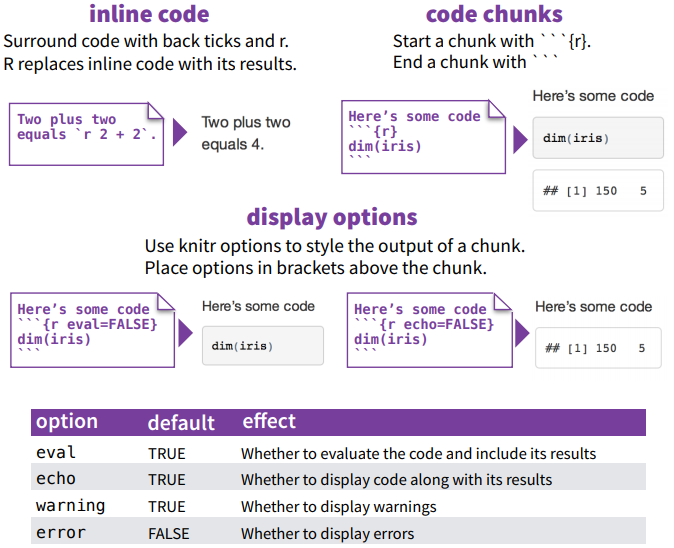 inline code
Surround code with back ticks and r.
R replaces inline code with its results.
Two plus two
equals `r 2 + 2`.
Two plus two
equals 4.
code chunks
Start a chunk with ```{r}.
End a chunk with ```
Here's some code
```{r}
dim(iris)
```
Here's some code
dim(iris)
## [1] 150   5
display options
Use knitr options to style the output of a chunk.
Place options in brackets above the chunk.
Here's some code
```{r eval=FALSE}
dim(iris)
```
Here's some code
dim(iris)
Here's some code
```{r echo=FALSE}
dim(iris)
```
Here's some code
## [1] 150   5
option default effect
eval TRUE Whether to evaluate the code and include its results
echo TRUE Whether to display code along with its results
warning TRUE Whether to display warnings
error FALSE Whether to display errors